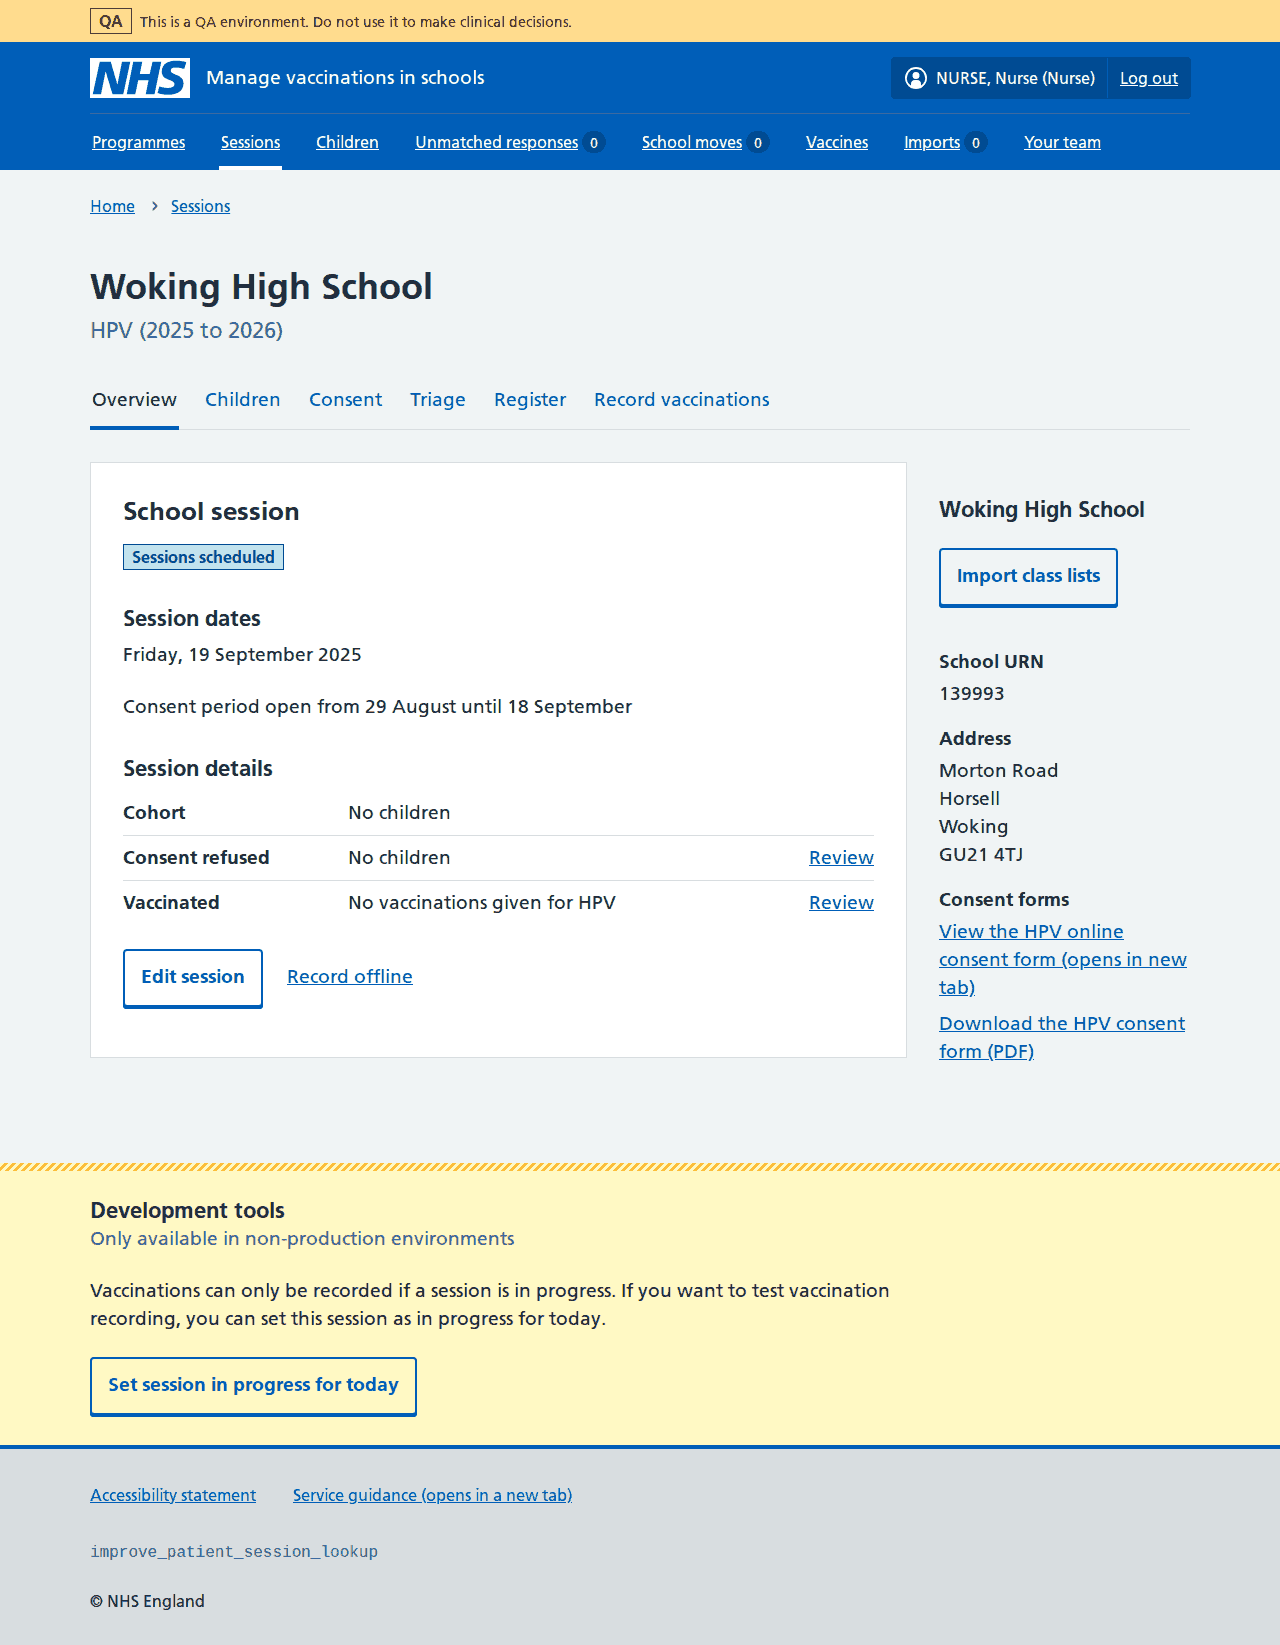 QA This is a QA environment. Do not use it to make clinical decisions.
NHS Manage vaccinations in schools NURSE, Nurse (Nurse) Log out
Programmes Sessions Children Unmatched responses 0 School moves 0 Vaccines Imports 0 Your team
Home > Sessions
Woking High School
HPV (2025 to 2026)
Overview Children Consent Triage Register Record vaccinations
School session
Sessions scheduled
Session dates
Friday, 19 September 2025
Consent period open from 29 August until 18 September
Session details
Cohort No children
Consent refused No children Review
Vaccinated No vaccinations given for HPV Review
Edit session Record offline
Woking High School
Import class lists
School URN
139993
Address
Morton Road
Horsell
Woking
GU21 4TJ
Consent forms
View the HPV online
consent form (opens in new
tab)
Download the HPV consent
form (PDF)
Development tools
Only available in non-production environments
Vaccinations can only be recorded if a session is in progress. If you want to test vaccination
recording, you can set this session as in progress for today.
Set session in progress for today
Accessibility statement Service guidance (opens in a new tab)
improve_patient_session_lookup
© NHS England